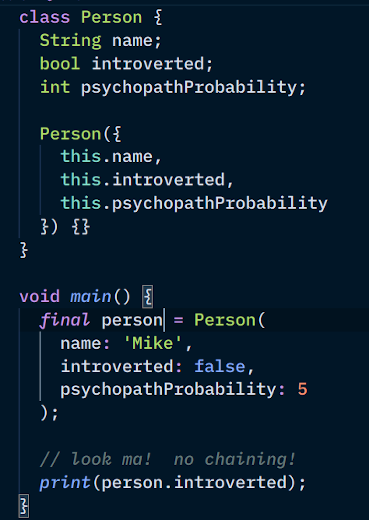 class Person {
  String name;
  bool introverted;
  int psychopathProbability;

  Person({
    this.name,
    this.introverted,
    this.psychopathProbability
  }) {}
}

void main() {
  final person = Person(
    name: 'Mike',
    introverted: false,
    psychopathProbability: 5
  );

  // look ma!  no chaining!
  print(person.introverted);
}